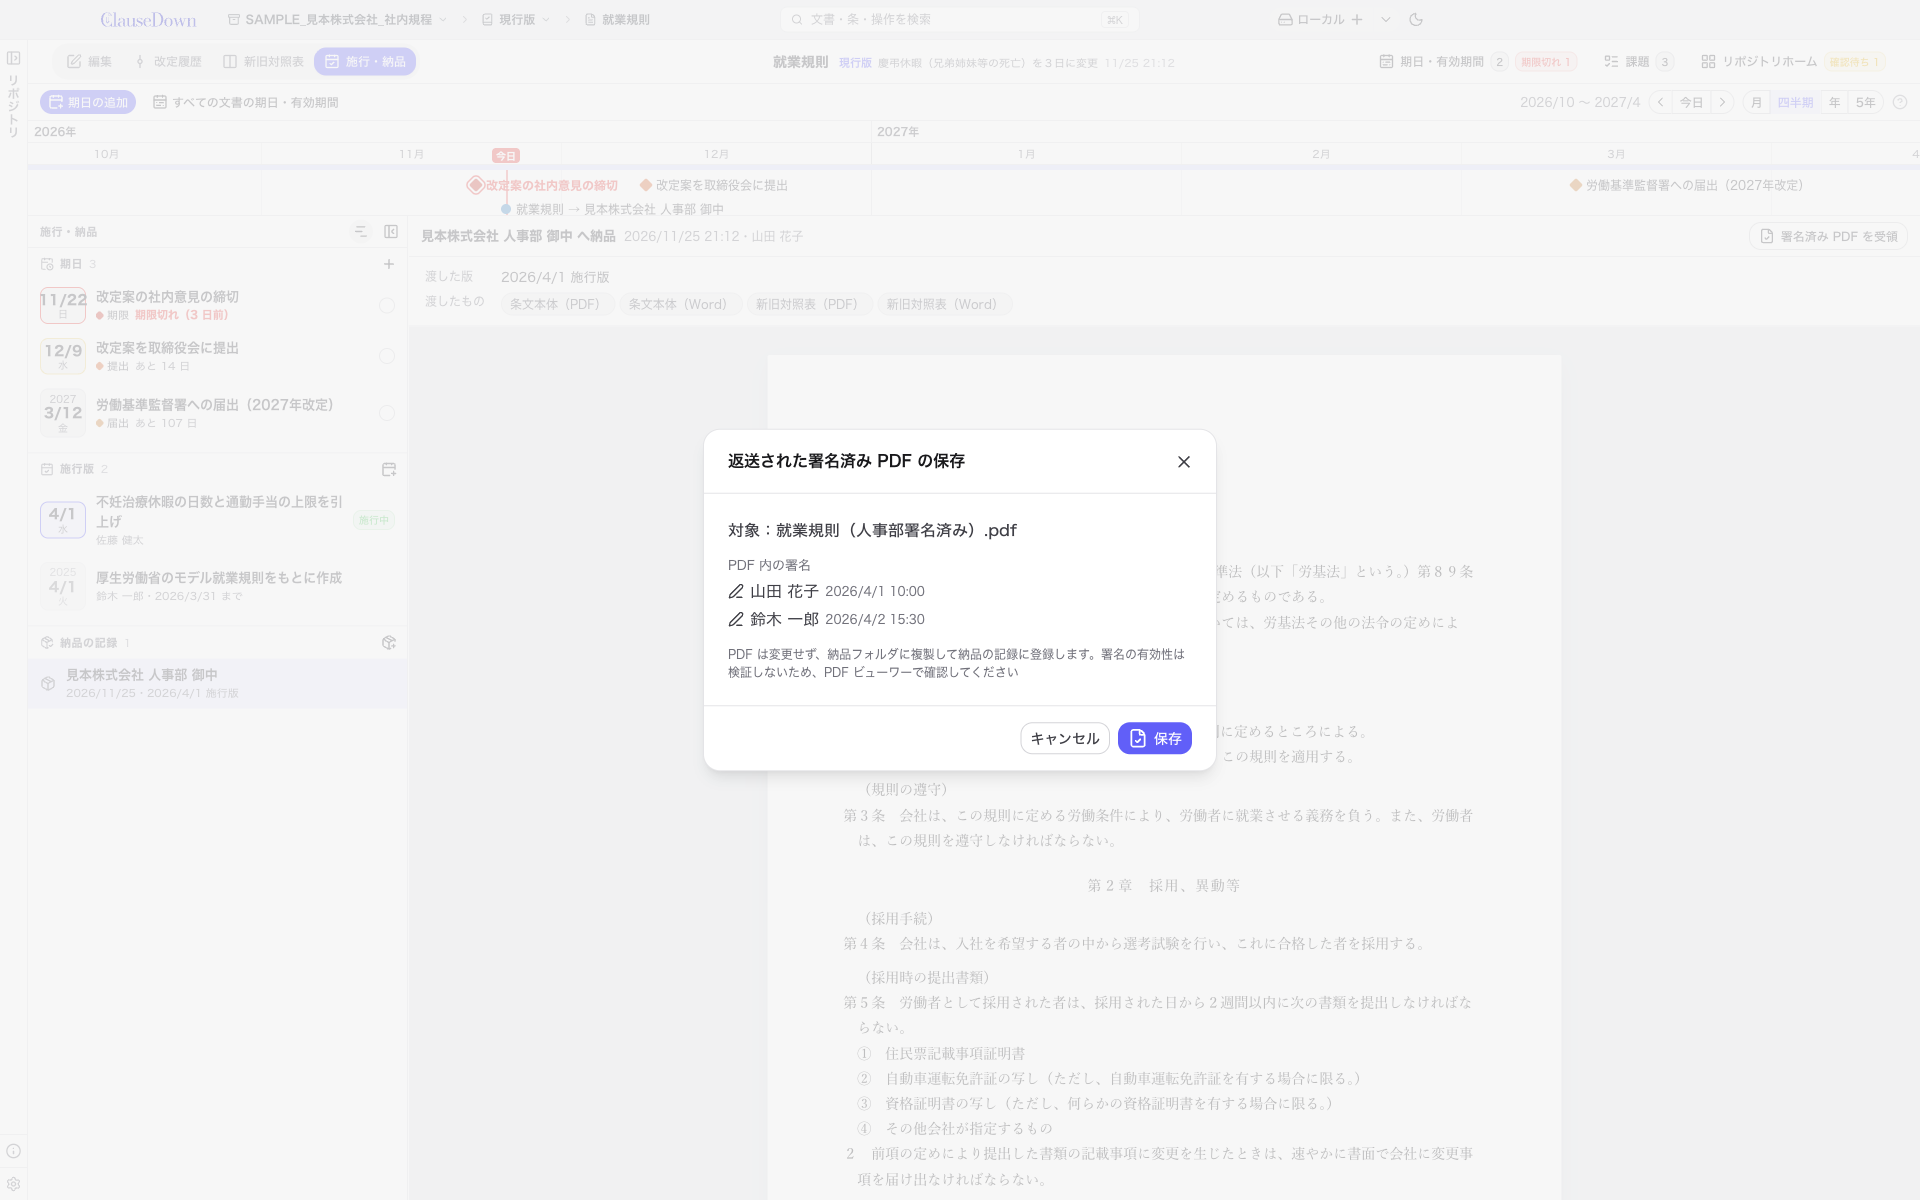 ClauseDown
SAMPLE_見本株式会社_社内規程
現行版
就業規則
文書・条・操作を検索
⌘K
ローカル
リポジトリ
編集
改定履歴
新旧対照表
施行・納品
就業規則 現行版 慶弔休暇（兄弟姉妹等の死亡）を３日に変更 11/25 21:12
期日・有効期間 2 期限切れ 1
課題 3
リポジトリホーム 確認待ち 1
期日の追加
すべての文書の期日・有効期間
2026/10 〜 2027/4
今日
月 四半期 年 5年
2026年
2027年
10月
11月
今日
12月
1月
2月
3月
4
改定案の社内意見の締切
改定案を取締役会に提出
労働基準監督署への届出（2027年改定）
就業規則 → 見本株式会社 人事部 御中
施行・納品
期日 3
11/22
日
改定案の社内意見の締切
期限 期限切れ（3 日前）
12/9
水
改定案を取締役会に提出
提出 あと 14 日
2027
3/12
金
労働基準監督署への届出（2027年改定）
届出 あと 107 日
施行版 2
4/1
水
不妊治療休暇の日数と通勤手当の上限を引
上げ
佐藤 健太
施行中
2025
4/1
火
厚生労働省のモデル就業規則をもとに作成
鈴木 一郎・2026/3/31 まで
納品の記録 1
見本株式会社 人事部 御中
2026/11/25・2026/4/1 施行版
見本株式会社 人事部 御中 へ納品 2026/11/25 21:12・山田 花子
署名済み PDF を受領
渡した版 2026/4/1 施行版
渡したもの 条文本体（PDF） 条文本体（Word） 新旧対照表（PDF） 新旧対照表（Word）
返送された署名済み PDF の保存
対象：就業規則（人事部署名済み）.pdf
PDF 内の署名
山田 花子 2026/4/1 10:00
鈴木 一郎 2026/4/2 15:30
PDF は変更せず、納品フォルダに複製して納品の記録に登録します。署名の有効性は
検証しないため、PDF ビューワーで確認してください
キャンセル
保存
準法（以下「労基法」という。）第８９条
定めるものである。
いては、労基法その他の法令の定めによ
則に定めるところによる。
、この規則を適用する。
（規則の遵守）
第３条　会社は、この規則に定める労働条件により、労働者に就業させる義務を負う。また、労働者
は、この規則を遵守しなければならない。
第２章　採用、異動等
（採用手続）
第４条　会社は、入社を希望する者の中から選考試験を行い、これに合格した者を採用する。
（採用時の提出書類）
第５条　労働者として採用された者は、採用された日から２週間以内に次の書類を提出しなければな
らない。
①　住民票記載事項証明書
②　自動車運転免許証の写し（ただし、自動車運転免許証を有する場合に限る。）
③　資格証明書の写し（ただし、何らかの資格証明書を有する場合に限る。）
④　その他会社が指定するもの
２　前項の定めにより提出した書類の記載事項に変更を生じたときは、速やかに書面で会社に変更事
項を届け出なければならない。